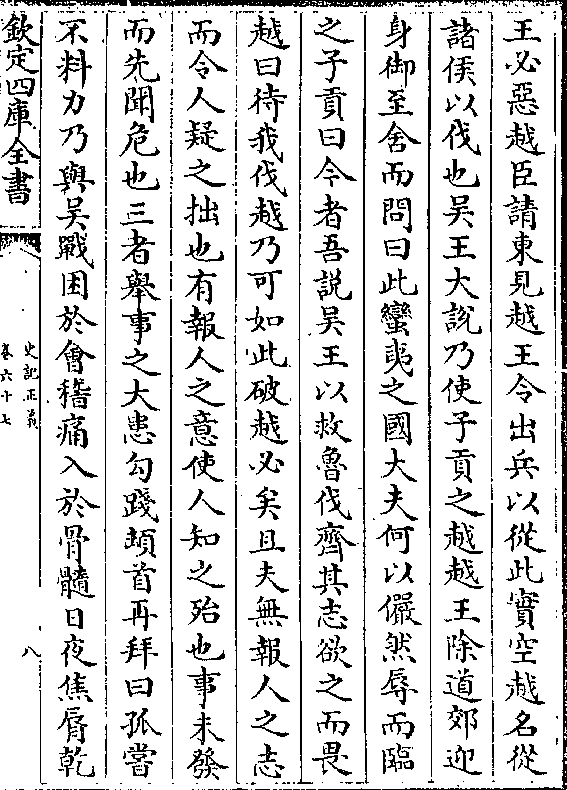 王必惡越臣請東見越王令出兵以從此實空越名從
諸侯以伐也吳王大說乃使子貢之越越王除道郊迎
身御至舍而問曰此蠻夷之國大夫何以儼然辱而臨
之子貢曰今者吾說吳王以救魯伐齊其志欲之而畏
越曰待我伐越乃可如此破越必矣且夫無報人之志
而令人疑之拙也有報人之意使人知之殆也事未發
而先聞危也三者舉事之大患勾踐頓首再拜曰孤嘗
不料力乃與吳戰困於會稽痛入於骨髓日夜焦脣乾
欽定四庫全書
史記正義
卷六十七
八